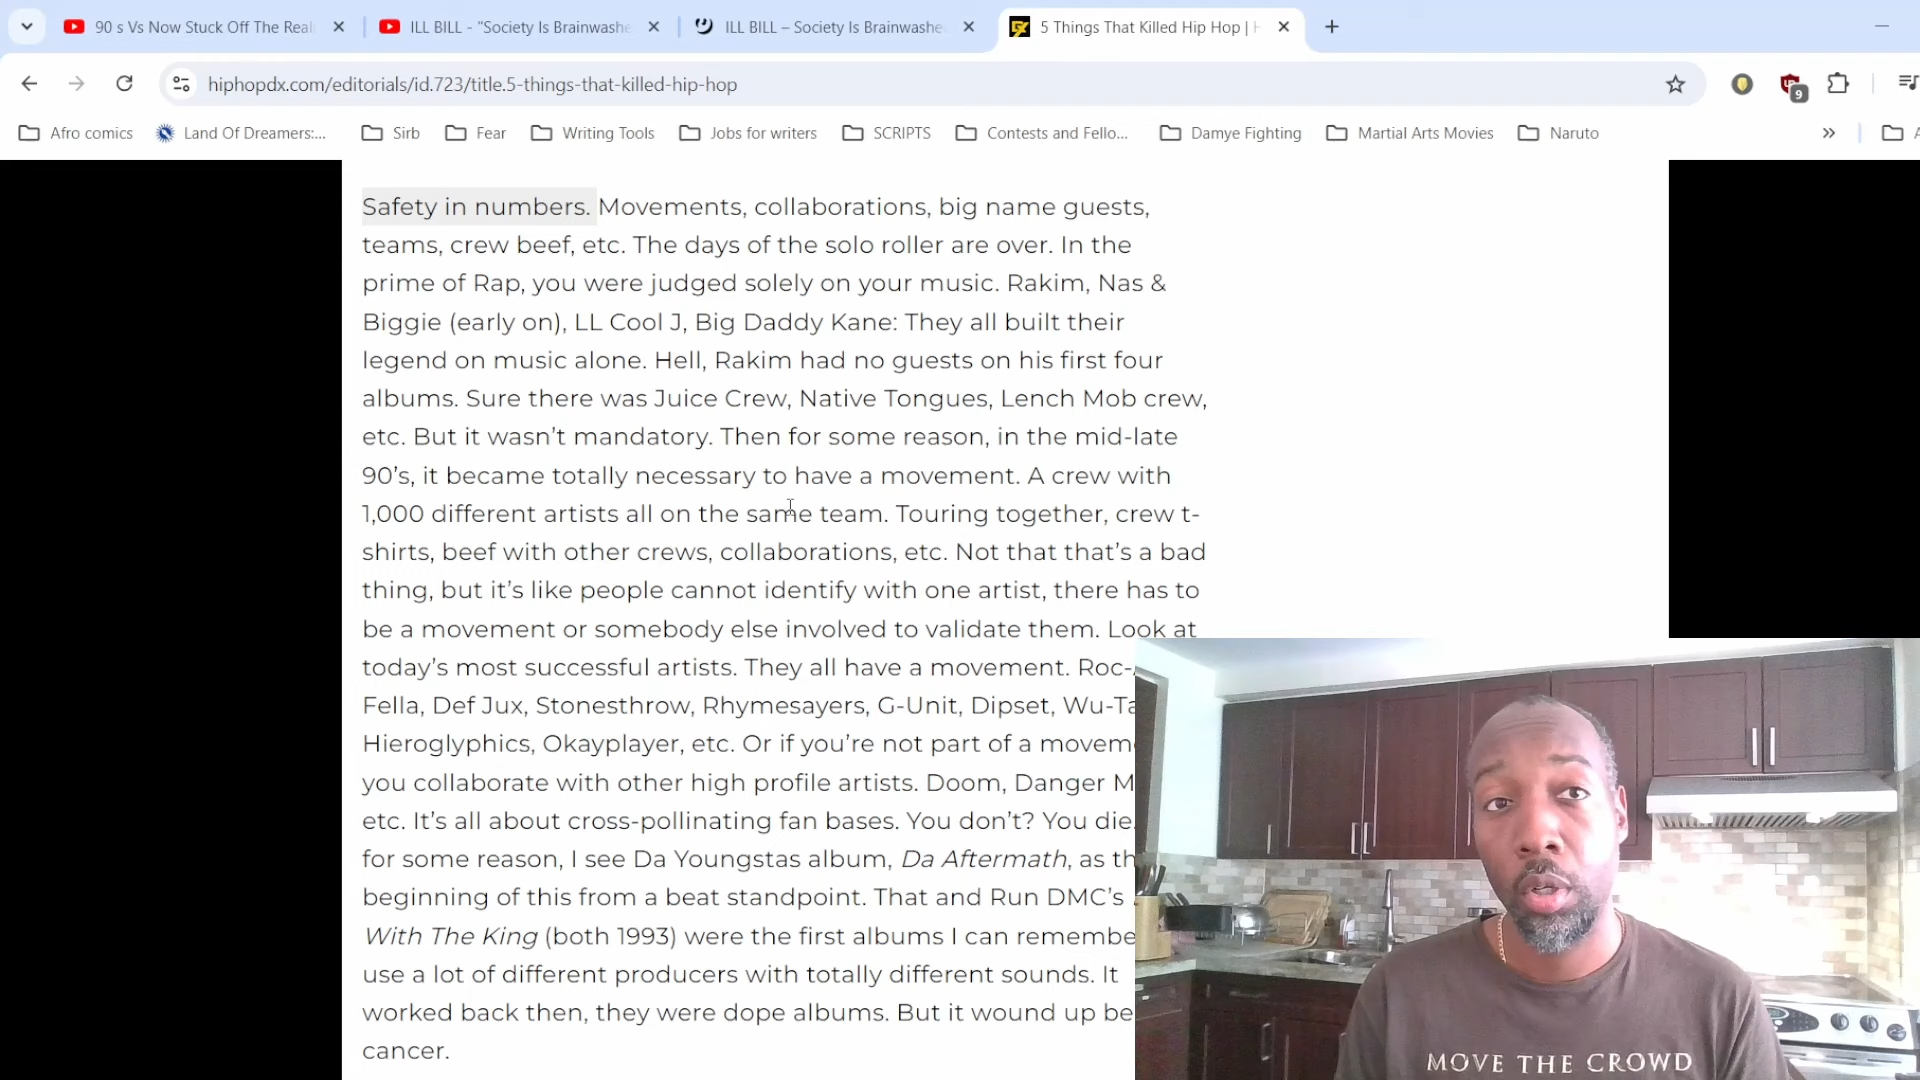 90 s Vs Now Stuck Off The Real
ILL BILL - "Society Is Brainwashe
ILL BILL – Society Is Brainwashe
5 Things That Killed Hip Hop | H
hiphopdx.com/editorials/id.723/title.5-things-that-killed-hip-hop
9
Afro comics
Land Of Dreamers:...
Sirb
Fear
Writing Tools
Jobs for writers
SCRIPTS
Contests and Fello...
Damye Fighting
Martial Arts Movies
Naruto
Safety in numbers. Movements, collaborations, big name guests,
teams, crew beef, etc. The days of the solo roller are over. In the
prime of Rap, you were judged solely on your music. Rakim, Nas &
Biggie (early on), LL Cool J, Big Daddy Kane: They all built their
legend on music alone. Hell, Rakim had no guests on his first four
albums. Sure there was Juice Crew, Native Tongues, Lench Mob crew,
etc. But it wasn’t mandatory. Then for some reason, in the mid-late
90’s, it became totally necessary to have a movement. A crew with
1,000 different artists all on the same team. Touring together, crew t-
shirts, beef with other crews, collaborations, etc. Not that that’s a bad
thing, but it’s like people cannot identify with one artist, there has to
be a movement or somebody else involved to validate them. Look at
today’s most successful artists. They all have a movement. Roc-
Fella, Def Jux, Stonesthrow, Rhymesayers, G-Unit, Dipset, Wu-Ta
Hieroglyphics, Okayplayer, etc. Or if you’re not part of a movem
you collaborate with other high profile artists. Doom, Danger M
etc. It’s all about cross-pollinating fan bases. You don’t? You die.
for some reason, I see Da Youngstas album, Da Aftermath, as th
beginning of this from a beat standpoint. That and Run DMC’s
With The King (both 1993) were the first albums I can remembe
use a lot of different producers with totally different sounds. It
worked back then, they were dope albums. But it wound up be
cancer.
MOVE THE CROWD